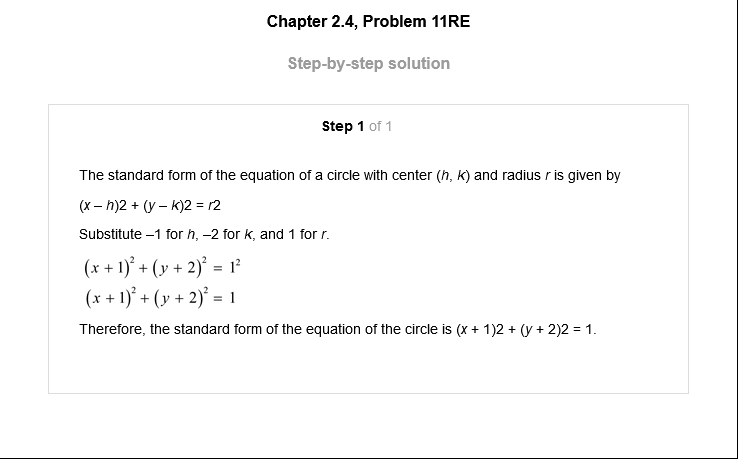 Chapter 2.4, Problem 11RE
Step-by-step solution
Step 1 of 1
The standard form of the equation of a circle with center (h, k) and radius r is given by
(x – h)2 + (y – k)2 = r2
Substitute –1 for h, –2 for k, and 1 for r.
(x + 1)² + (y + 2)² = 1²
(x + 1)² + (y + 2)² = 1
Therefore, the standard form of the equation of the circle is (x + 1)2 + (y + 2)2 = 1.